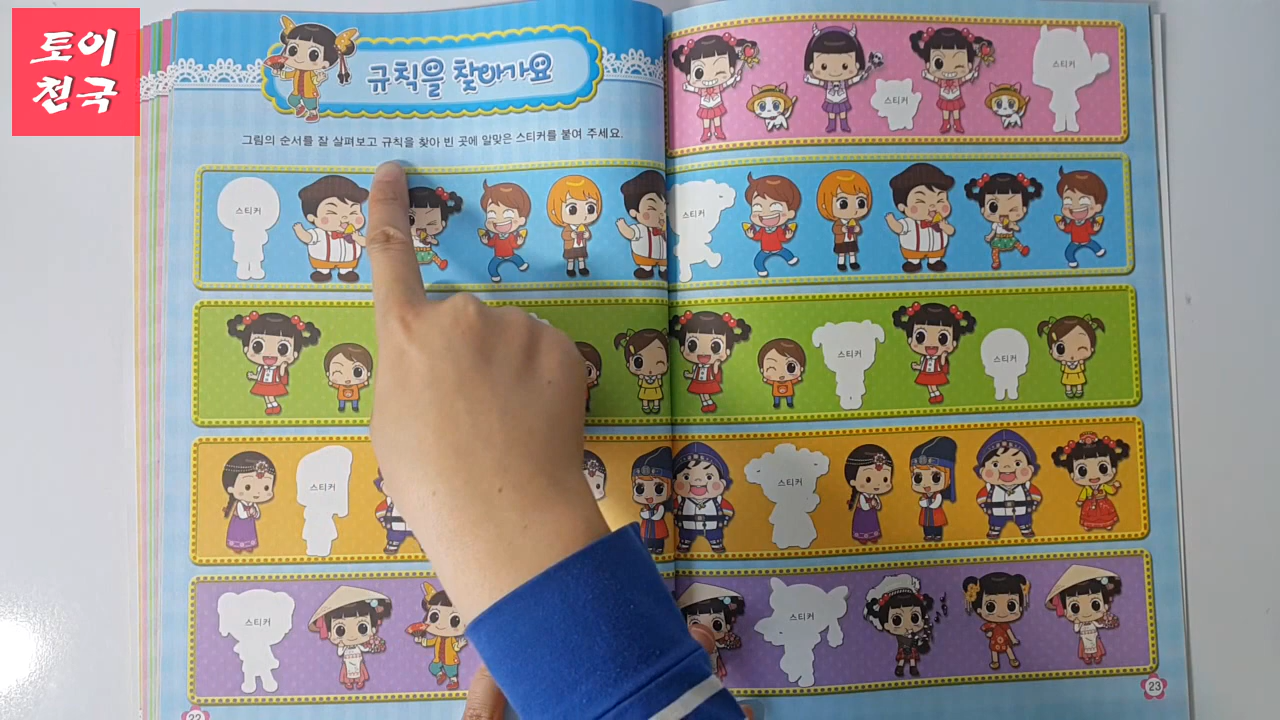 토이
천국
규칙을 찾아가요
그림의 순서를 잘 살펴보고 규칙을 찾아 빈 곳에 알맞은 스티커를 붙여 주세요.
스티커
스티커
스티커
스티커
스티커
스티커
스티커
스티커
스티커
스티커
22
23